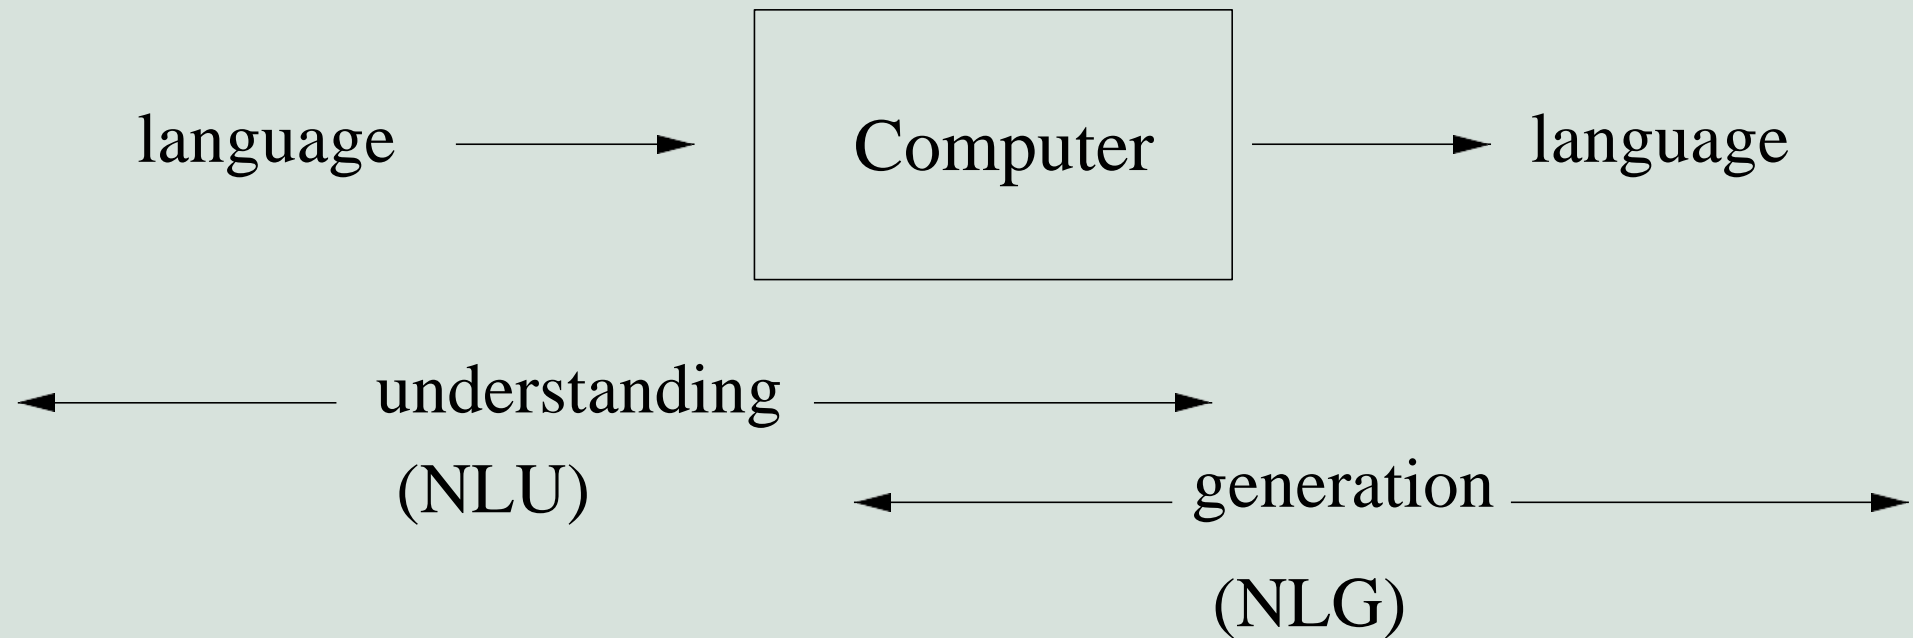 language Computer language
understanding
(NLU)
generation
(NLG)